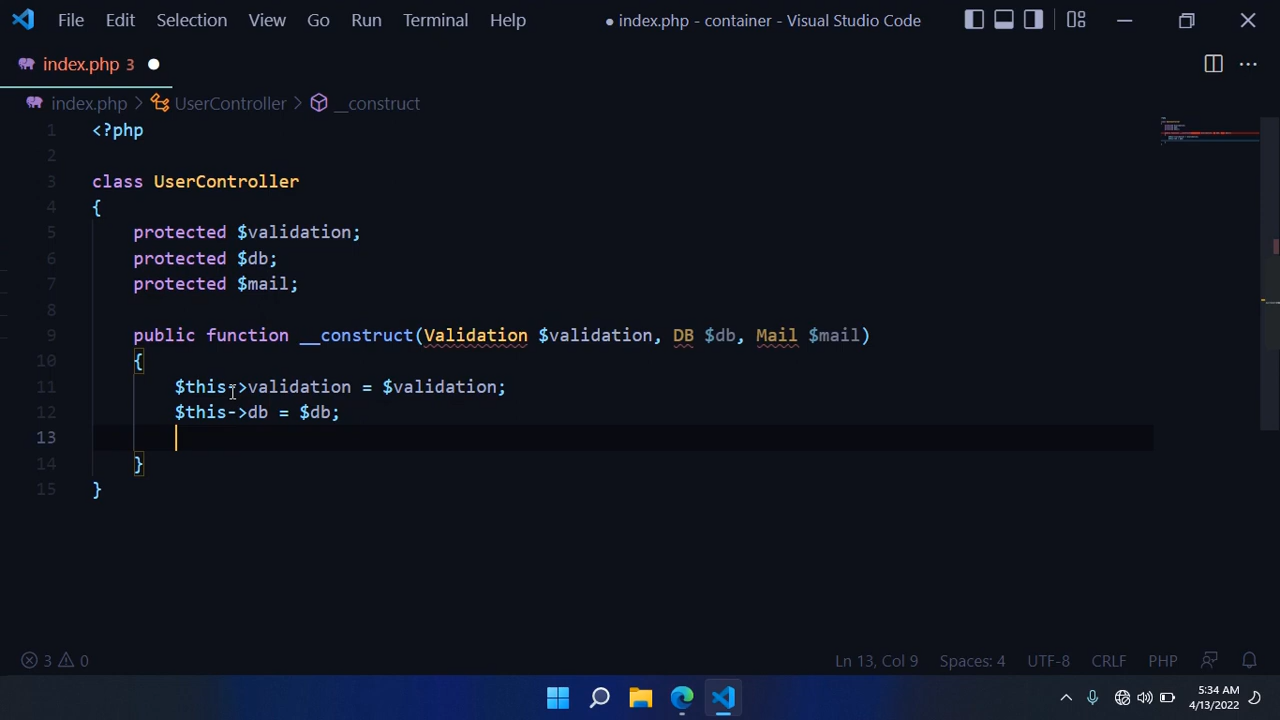 File Edit Selection View Go Run Terminal Help ● index.php - container - Visual Studio Code
index.php 3 ●
index.php > UserController > __construct
1 <?php
2
3 class UserController
4 {
5 protected $validation;
6 protected $db;
7 protected $mail;
8
9 public function __construct(Validation $validation, DB $db, Mail $mail)
10 {
11 $this->validation = $validation;
12 $this->db = $db;
13
14 }
15 }
3 0 Ln 13, Col 9 Spaces: 4 UTF-8 CRLF PHP
5:34 AM
4/13/2022